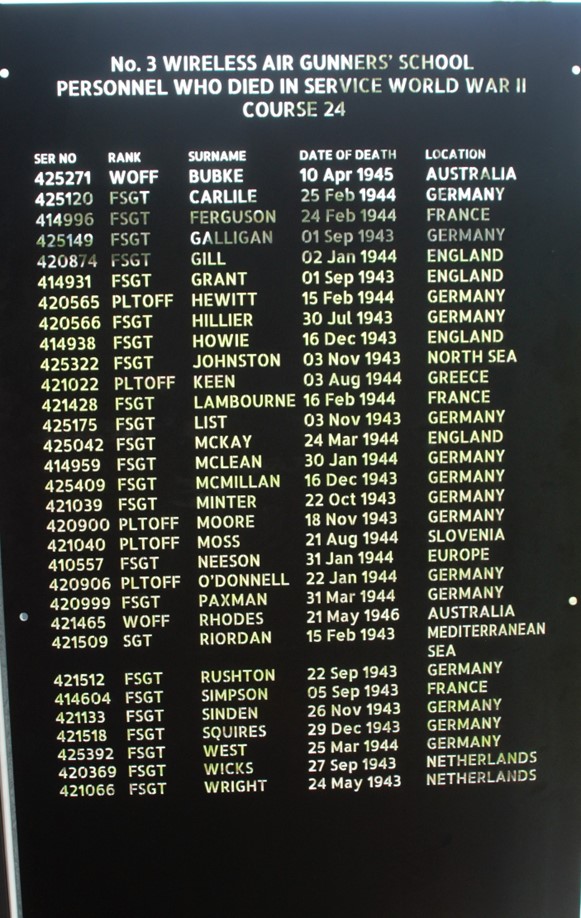 No. 3 WIRELESS AIR GUNNERS' SCHOOL
PERSONNEL WHO DIED IN SERVICE WORLD WAR II
COURSE 24
SER NO RANK SURNAME DATE OF DEATH LOCATION
425271 WOFF BUBKE 10 Apr 1945 AUSTRALIA
425120 FSGT CARLILE 25 Feb 1944 GERMANY
414996 FSGT FERGUSON 24 Feb 1944 FRANCE
425149 FSGT GALLIGAN 01 Sep 1943 GERMANY
420874 FSGT GILL 02 Jan 1944 ENGLAND
414931 FSGT GRANT 01 Sep 1943 ENGLAND
420565 PLTOFF HEWITT 15 Feb 1944 GERMANY
420566 FSGT HILLIER 30 Jul 1943 GERMANY
414938 FSGT HOWIE 16 Dec 1943 ENGLAND
425322 FSGT JOHNSTON 03 Nov 1943 NORTH SEA
421022 PLTOFF KEEN 03 Aug 1944 GREECE
421428 FSGT LAMBOURNE 16 Feb 1944 FRANCE
425175 FSGT LIST 03 Nov 1943 GERMANY
425042 FSGT MCKAY 24 Mar 1944 ENGLAND
414959 FSGT MCLEAN 30 Jan 1944 GERMANY
425409 FSGT MCMILLAN 16 Dec 1943 GERMANY
421039 FSGT MINTER 22 Oct 1943 GERMANY
420900 PLTOFF MOORE 18 Nov 1943 GERMANY
421040 PLTOFF MOSS 21 Aug 1944 SLOVENIA
410557 FSGT NEESON 31 Jan 1944 EUROPE
420906 PLTOFF O'DONNELL 22 Jan 1944 GERMANY
420999 FSGT PAXMAN 31 Mar 1944 GERMANY
421465 WOFF RHODES 21 May 1946 AUSTRALIA
421509 SGT RIORDAN 15 Feb 1943 MEDITERRANEAN
SEA
421512 FSGT RUSHTON 22 Sep 1943 GERMANY
414604 FSGT SIMPSON 05 Sep 1943 FRANCE
421133 FSGT SINDEN 26 Nov 1943 GERMANY
421518 FSGT SQUIRES 29 Dec 1943 GERMANY
425392 FSGT WEST 25 Mar 1944 GERMANY
420369 FSGT WICKS 27 Sep 1943 NETHERLANDS
421066 FSGT WRIGHT 24 May 1943 NETHERLANDS